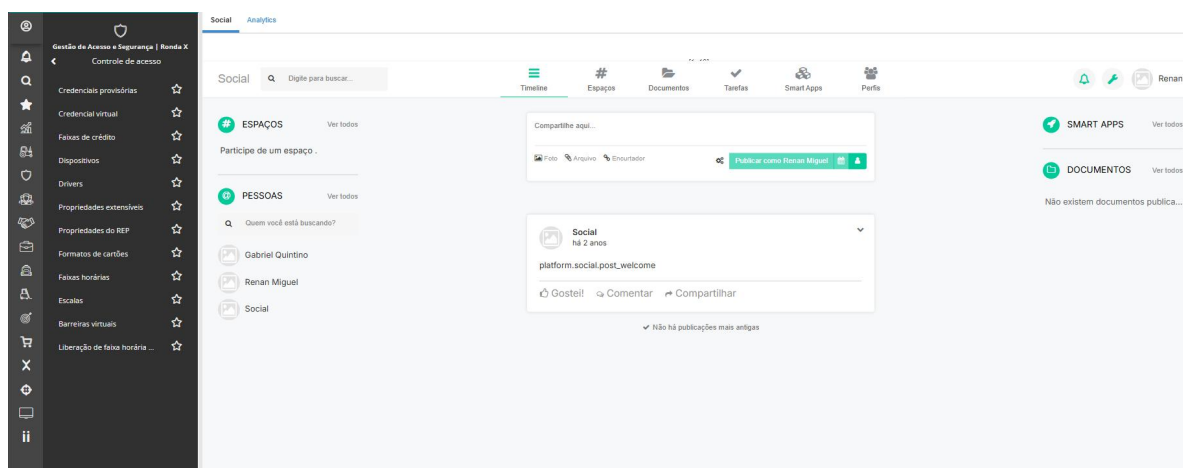 Social Analytics
Gestão de Acesso e Segurança | Ronda X
Controle de acesso
Credenciais provisórias
Credencial virtual
Faixas de crédito
Dispositivos
Drivers
Propriedades extensíveis
Propriedades do REP
Formatos de cartões
Faixas horárias
Escalas
Barreiras virtuais
Liberação de faixa horária ...
Social Digite para buscar...
Timeline Espaços Documentos Tarefas Smart Apps Perfis
Renan
# ESPAÇOS Ver todos
Participe de um espaço .
@ PESSOAS Ver todos
Quem você está buscando?
Gabriel Quintino
Renan Miguel
Social
Compartilhe aqui...
Foto Arquivo Encurtador Publicar como Renan Miguel
Social
há 2 anos
platform.social.post_welcome
Gostei! Comentar Compartilhar
Não há publicações mais antigas
SMART APPS Ver todos
DOCUMENTOS Ver todos
Não existem documentos publica...